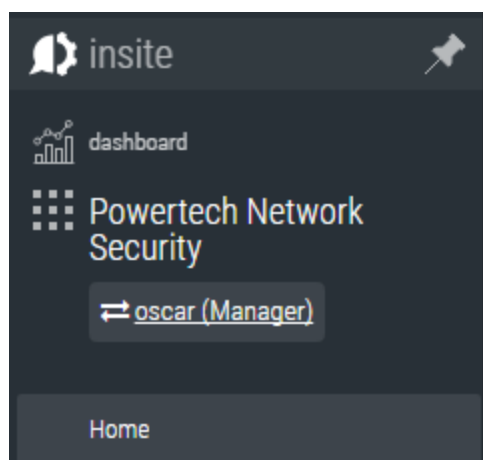 insite
dashboard
Powertech Network
Security
oscar (Manager)
Home